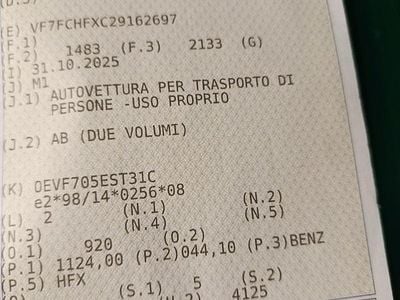 (D.3)
(E) VF7FCHFXC29162697
(F.1)
(F.2) 1483 (F.3) 2133 (G)
(I) 31.10.2025
(J) M1
(J.1) AUTOVETTURA PER TRASPORTO DI
PERSONE -USO PROPRIO
(J.2) AB (DUE VOLUMI)
(K) OEVF705EST31C
e2*98/14*0256*08
(L) 2 (N.1) (N.2)
(N.3) (N.4) (N.5)
(O.1) 920 (O.2)
(P.1) 1124,00 (P.2)044,10 (P.3)BENZ
(P.5) HFX
(S.1) 5 (S.2)
4125